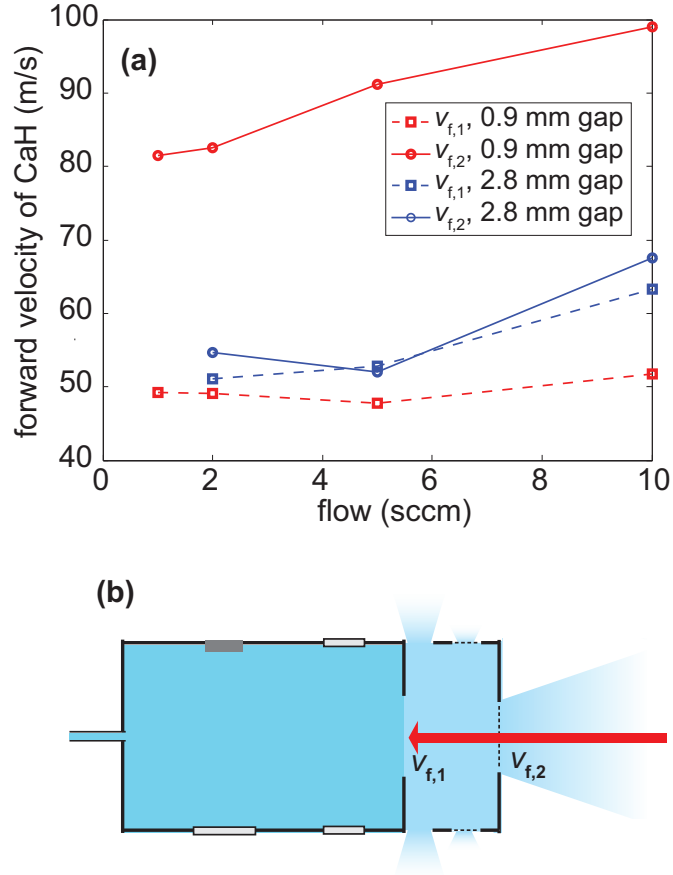 (a)
forward velocity of CaH (m/s)
100
90
80
70
60
50
40
v_f,1, 0.9 mm gap
v_f,2, 0.9 mm gap
v_f,1, 2.8 mm gap
v_f,2, 2.8 mm gap
0 2 4 6 8 10
flow (sccm)
(b)
v_f,1
v_f,2